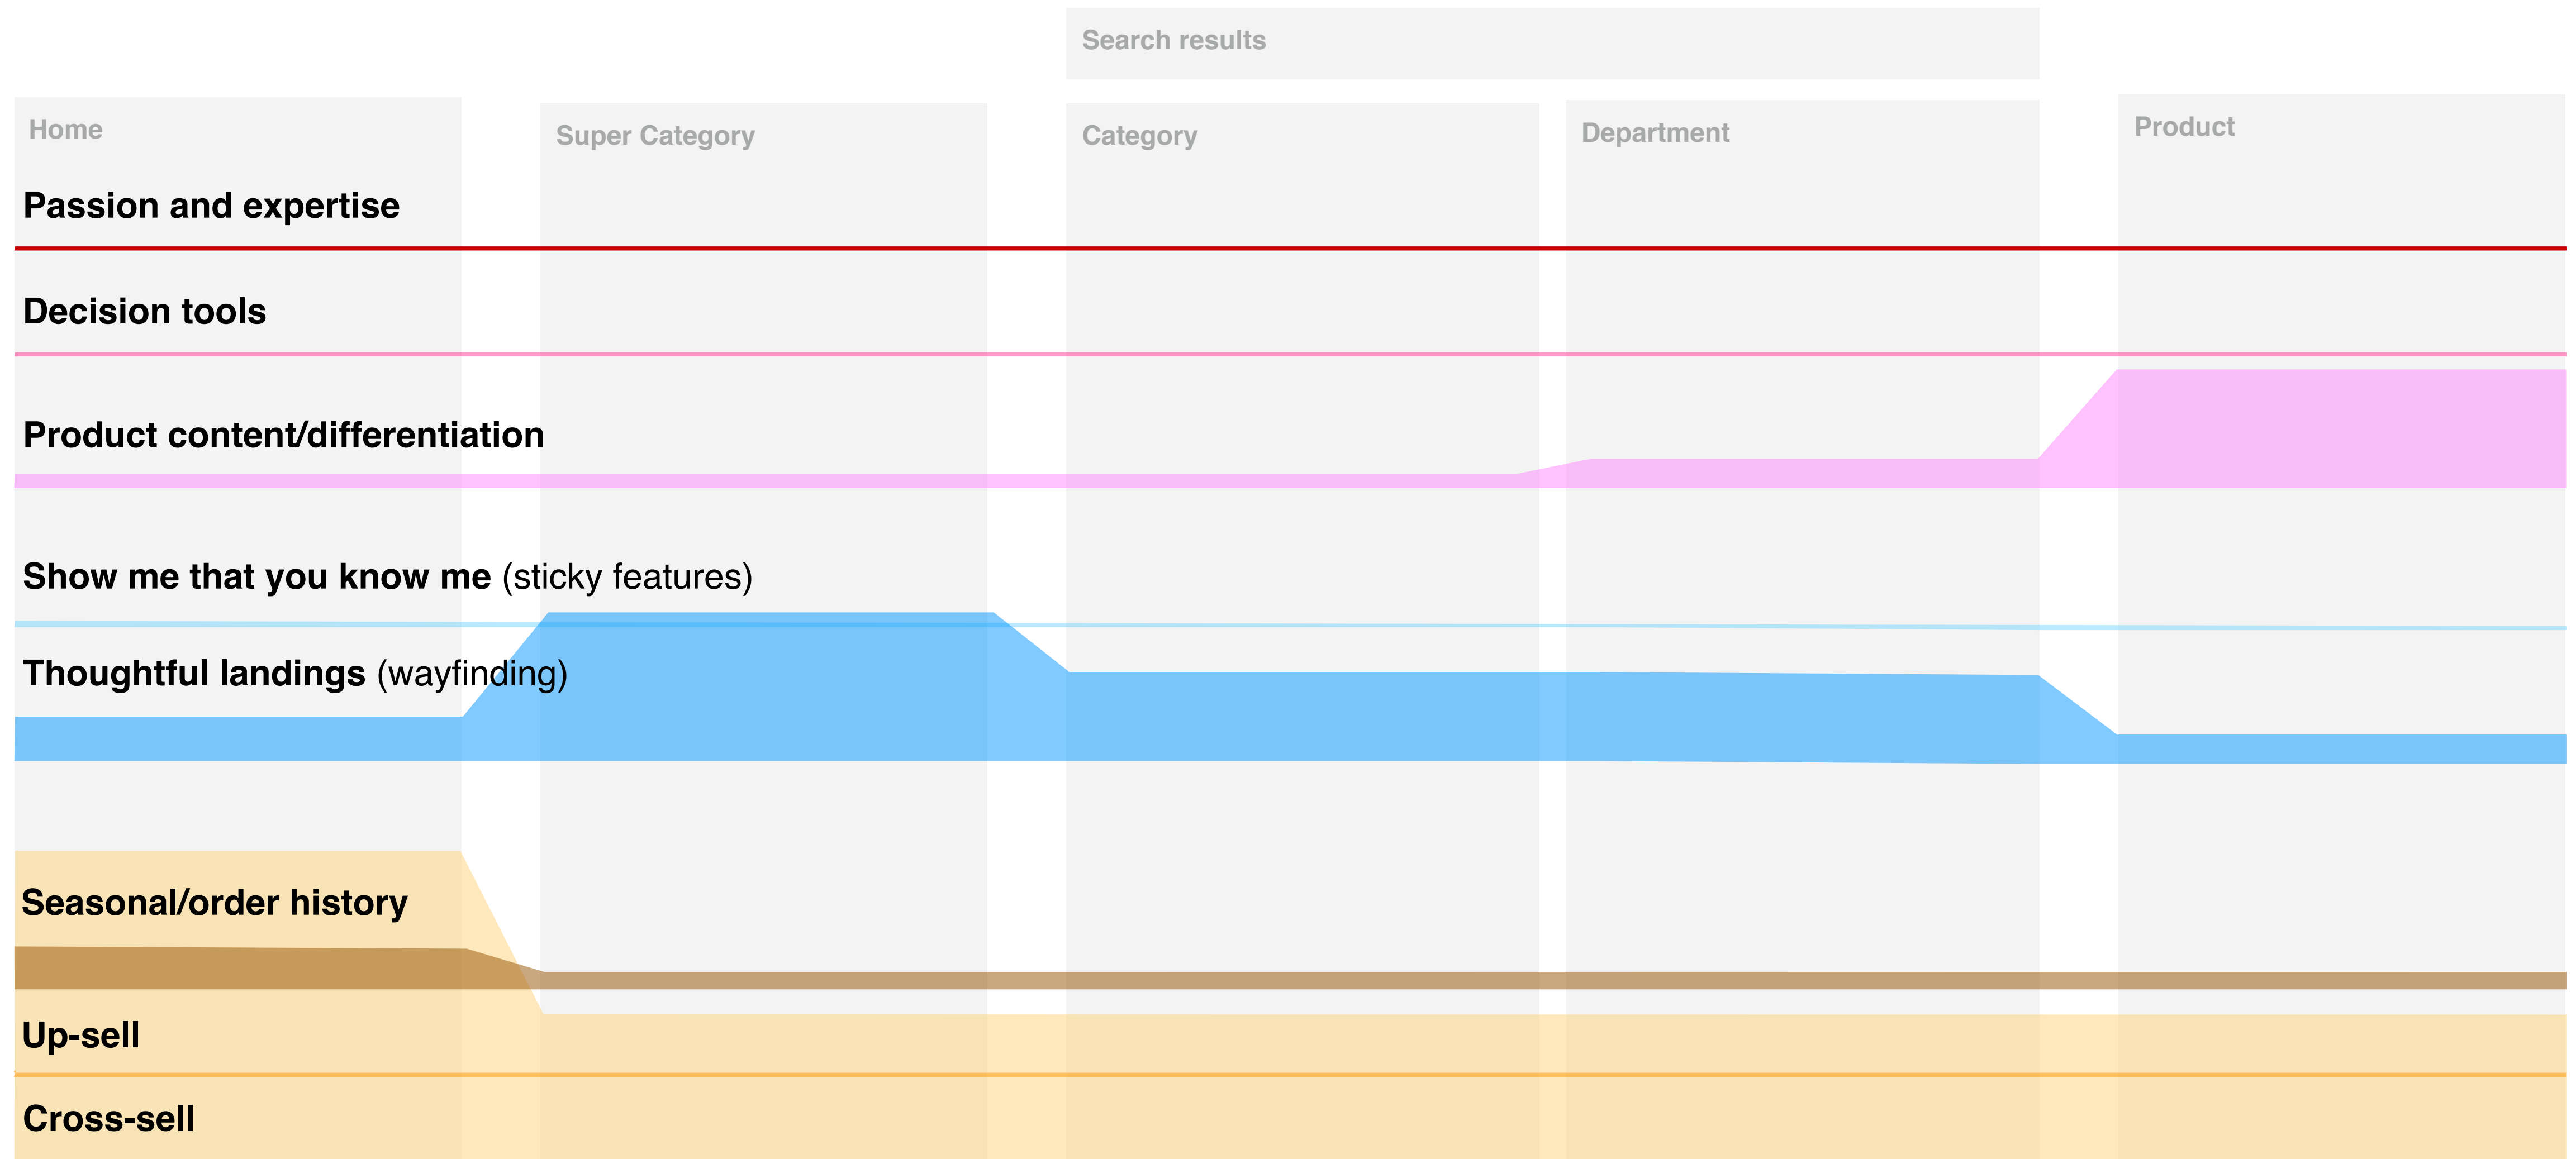 Search results
Home
Super Category
Category
Department
Product
Passion and expertise
Decision tools
Product content/differentiation
Show me that you know me (sticky features)
Thoughtful landings (wayfinding)
Seasonal/order history
Up-sell
Cross-sell